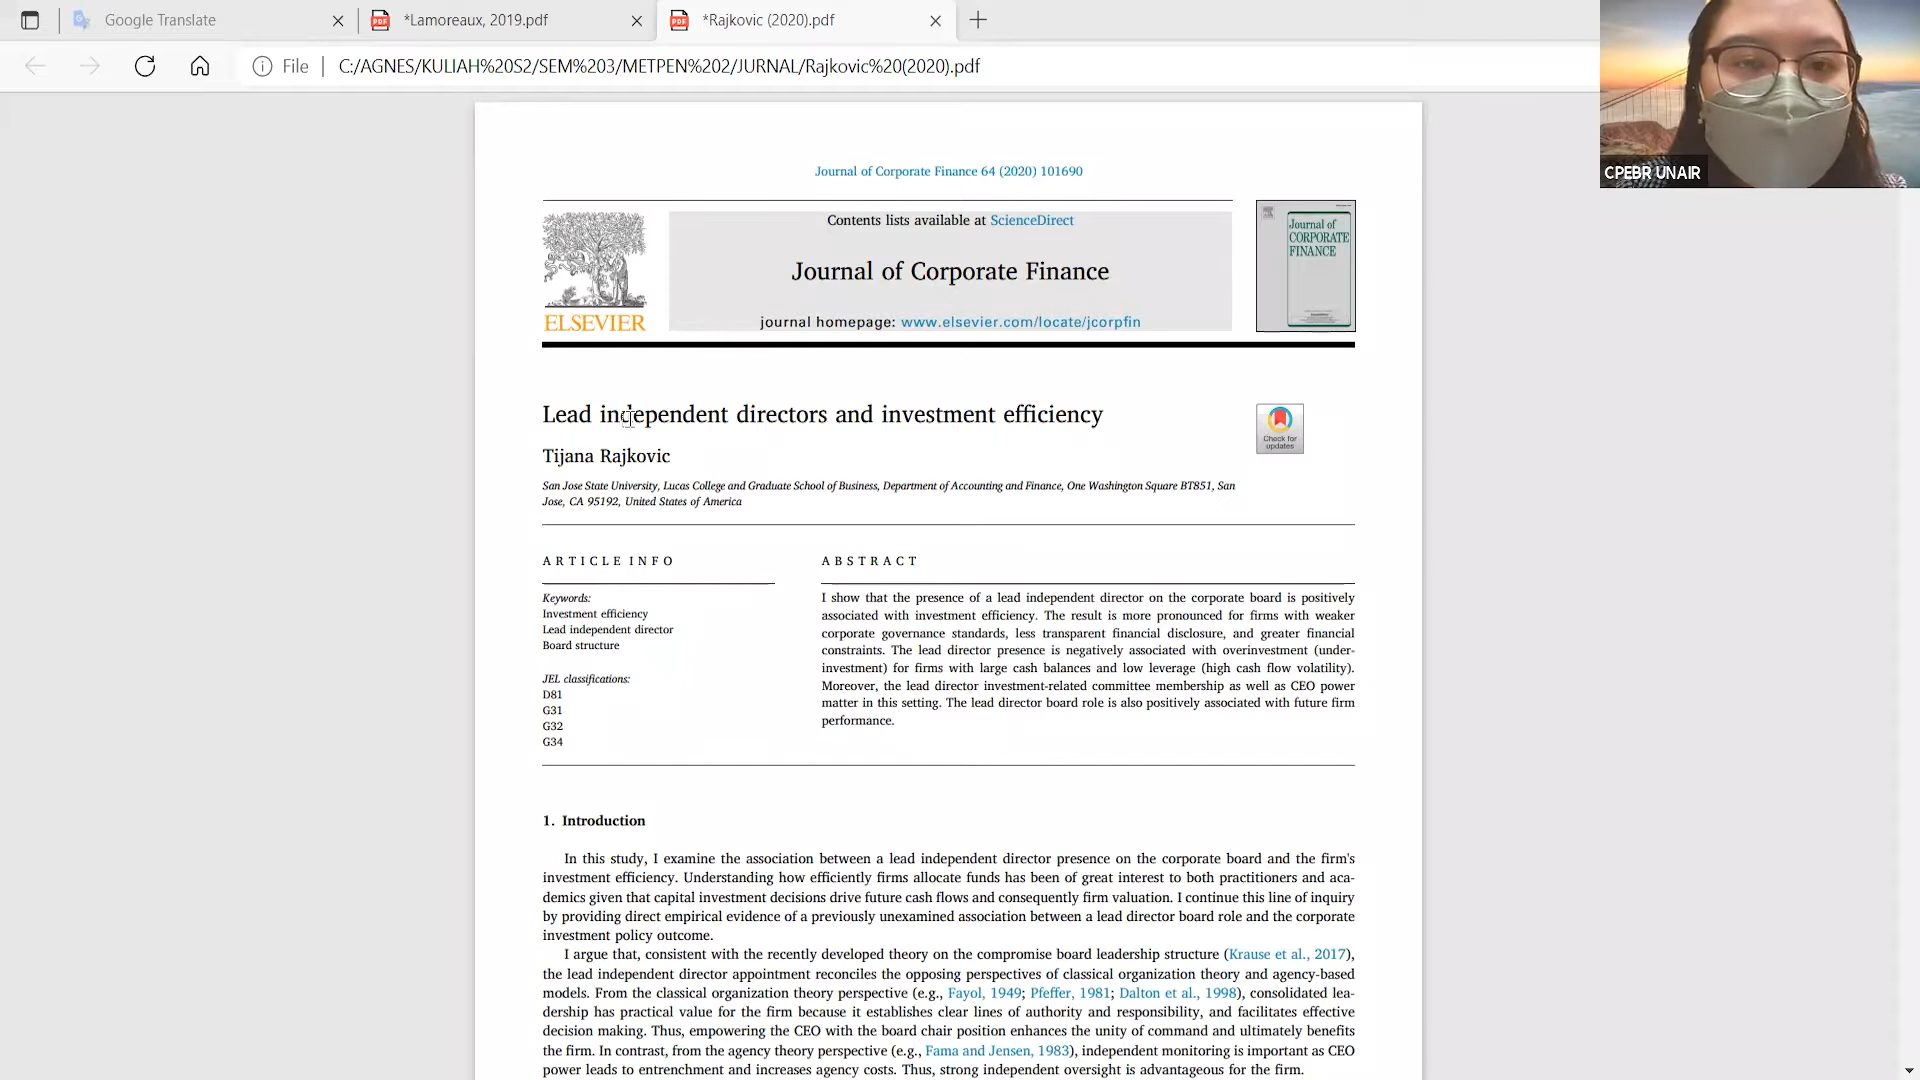 Google Translate
*Lamoreaux, 2019.pdf
*Rajkovic (2020).pdf
File
C:/AGNES/KULIAH%20S2/SEM%203/METPEN%202/JURNAL/Rajkovic%20(2020).pdf
CPEBR UNAIR
Journal of Corporate Finance 64 (2020) 101690
ELSEVIER
Contents lists available at ScienceDirect
Journal of Corporate Finance
journal homepage: www.elsevier.com/locate/jcorpfin
Journal of
CORPORATE
FINANCE
Lead independent directors and investment efficiency
Check for
updates
Tijana Rajkovic
San Jose State University, Lucas College and Graduate School of Business, Department of Accounting and Finance, One Washington Square BT851, San
Jose, CA 95192, United States of America
ARTICLE INFO
Keywords:
Investment efficiency
Lead independent director
Board structure
JEL classifications:
D81
G31
G32
G34
ABSTRACT
I show that the presence of a lead independent director on the corporate board is positively
associated with investment efficiency. The result is more pronounced for firms with weaker
corporate governance standards, less transparent financial disclosure, and greater financial
constraints. The lead director presence is negatively associated with overinvestment (under-
investment) for firms with large cash balances and low leverage (high cash flow volatility).
Moreover, the lead director investment-related committee membership as well as CEO power
matter in this setting. The lead director board role is also positively associated with future firm
performance.
1. Introduction
In this study, I examine the association between a lead independent director presence on the corporate board and the firm's
investment efficiency. Understanding how efficiently firms allocate funds has been of great interest to both practitioners and aca-
demics given that capital investment decisions drive future cash flows and consequently firm valuation. I continue this line of inquiry
by providing direct empirical evidence of a previously unexamined association between a lead director board role and the corporate
investment policy outcome.
I argue that, consistent with the recently developed theory on the compromise board leadership structure (Krause et al., 2017),
the lead independent director appointment reconciles the opposing perspectives of classical organization theory and agency-based
models. From the classical organization theory perspective (e.g., Fayol, 1949; Pfeffer, 1981; Dalton et al., 1998), consolidated lea-
dership has practical value for the firm because it establishes clear lines of authority and responsibility, and facilitates effective
decision making. Thus, empowering the CEO with the board chair position enhances the unity of command and ultimately benefits
the firm. In contrast, from the agency theory perspective (e.g., Fama and Jensen, 1983), independent monitoring is important as CEO
power leads to entrenchment and increases agency costs. Thus, strong independent oversight is advantageous for the firm.